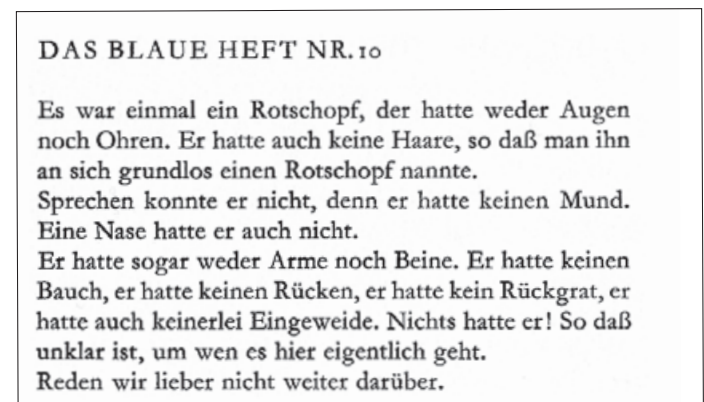 DAS BLAUE HEFT NR. 10
Es war einmal ein Rotschopf, der hatte weder Augen
noch Ohren. Er hatte auch keine Haare, so daß man ihn
an sich grundlos einen Rotschopf nannte.
Sprechen konnte er nicht, denn er hatte keinen Mund.
Eine Nase hatte er auch nicht.
Er hatte sogar weder Arme noch Beine. Er hatte keinen
Bauch, er hatte keinen Rücken, er hatte kein Rückgrat, er
hatte auch keinerlei Eingeweide. Nichts hatte er! So daß
unklar ist, um wen es hier eigentlich geht.
Reden wir lieber nicht weiter darüber.